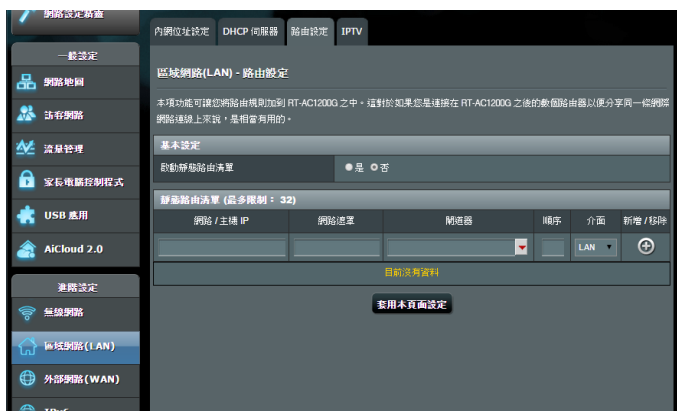 網路設定精靈
內網位址設定 DHCP 伺服器 路由設定 IPTV
一般設定
網路地圖
訪客網路
流量管理
家長電腦控制程式
USB 應用
AiCloud 2.0
進階設定
無線網路
區域網路(LAN)
外部網路(WAN)
IPv6
區域網路(LAN) - 路由設定
本項功能可讓您將路由規則加到 RT-AC1200G 之中。這對於如果您是連接在 RT-AC1200G 之後的數個路由器以便分享同一條網際
網路連線上來說，是相當有用的。
基本設定
啟動靜態路由清單 是 否
靜態路由清單 (最多限制： 32)
網路 / 主機 IP 網路遮罩 閘道器 順序 介面 新增 / 移除
LAN
目前沒有資料
套用本頁面設定